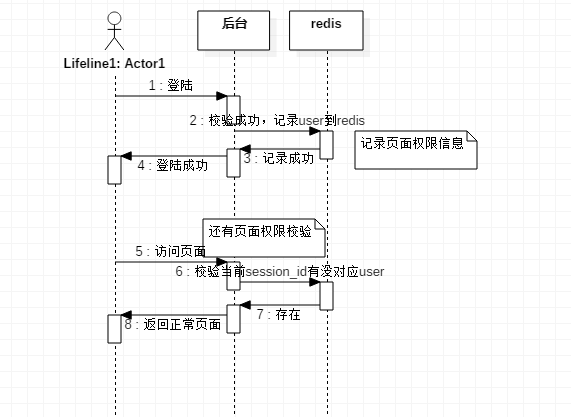 后台
redis
Lifeline1: Actor1
1 : 登陆
2 : 校验成功，记录user到redis
记录页面权限信息
3 : 记录成功
4 : 登陆成功
还有页面权限校验
5 : 访问页面
6 : 校验当前session_id有没对应user
7 : 存在
8 : 返回正常页面